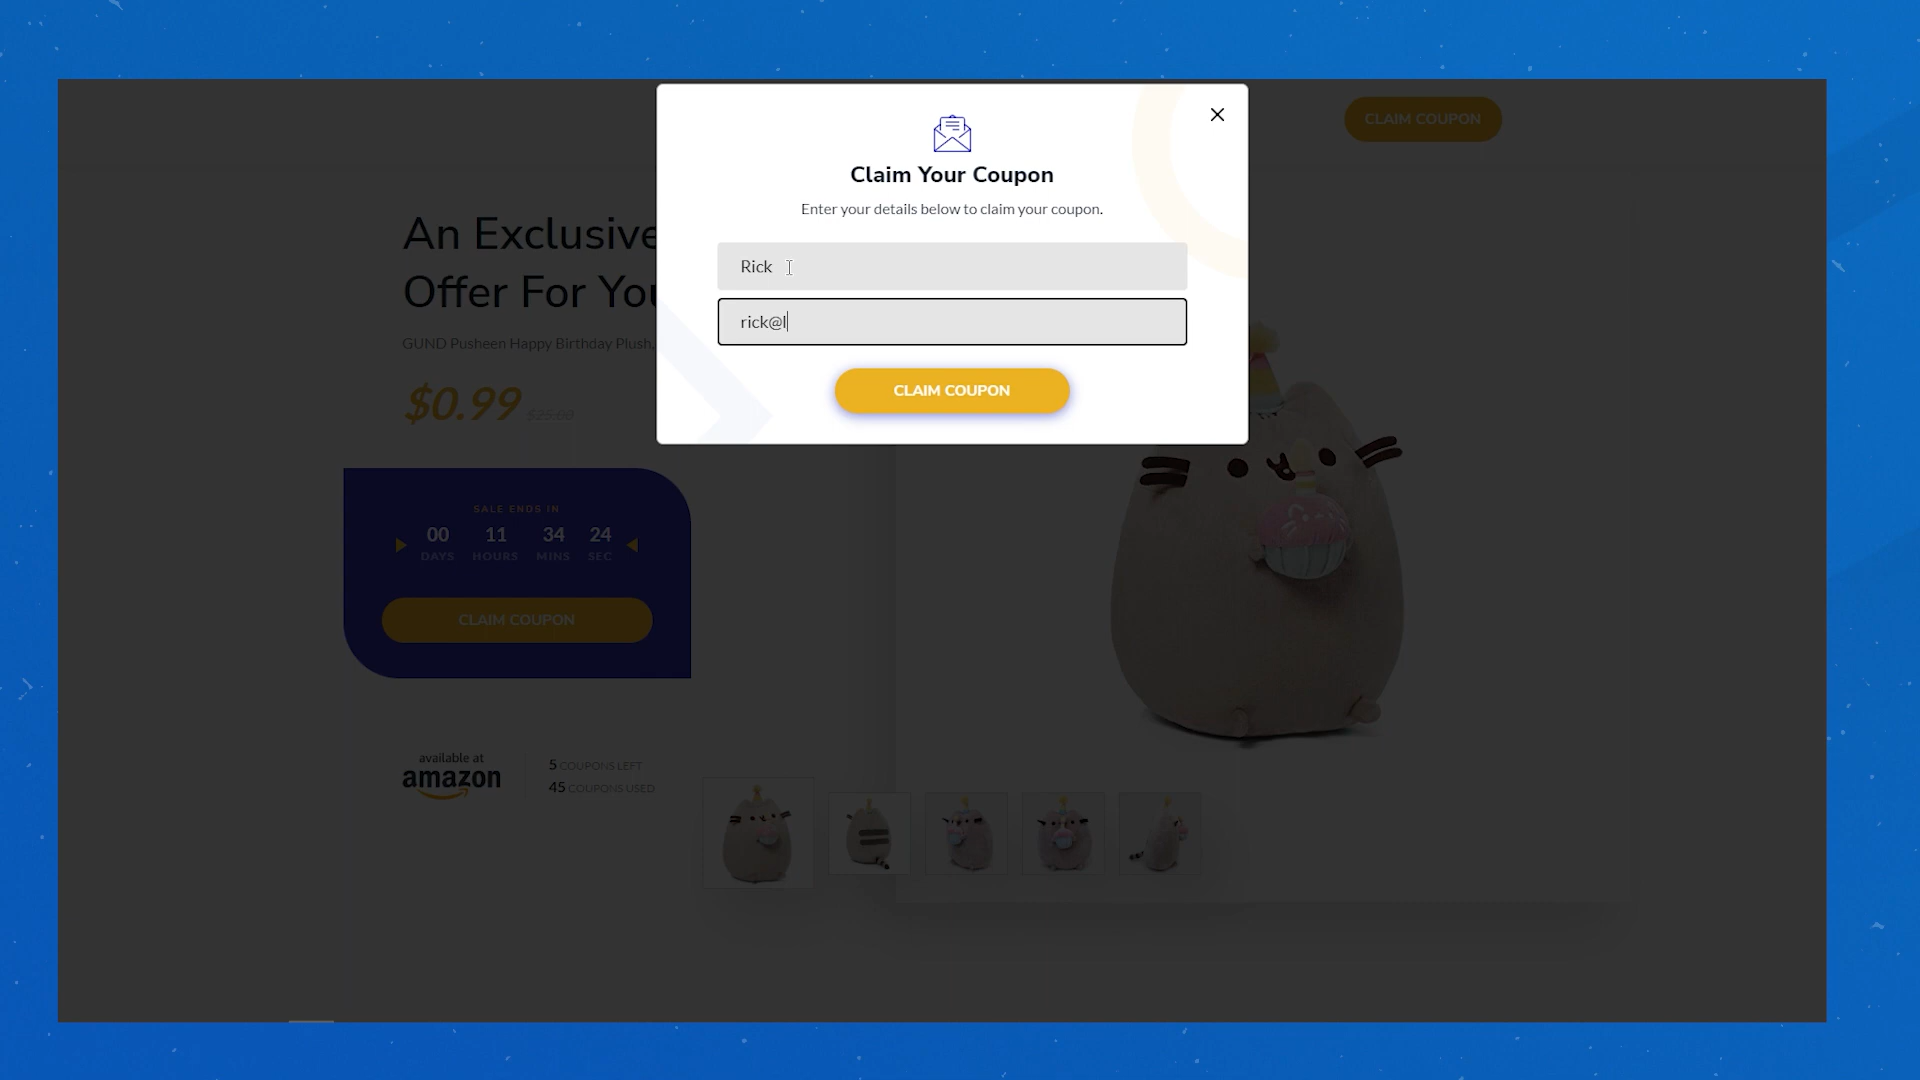 CLAIM COUPON
Claim Your Coupon
Enter your details below to claim your coupon.
Rick
rick@l
CLAIM COUPON
An Exclusive
Offer For You
GUND Pusheen Happy Birthday Plush,
$0.99 $25.00
SALE ENDS IN
00 11 34 24
DAYS HOURS MINS SEC
CLAIM COUPON
available at
amazon
5 COUPONS LEFT
45 COUPONS USED